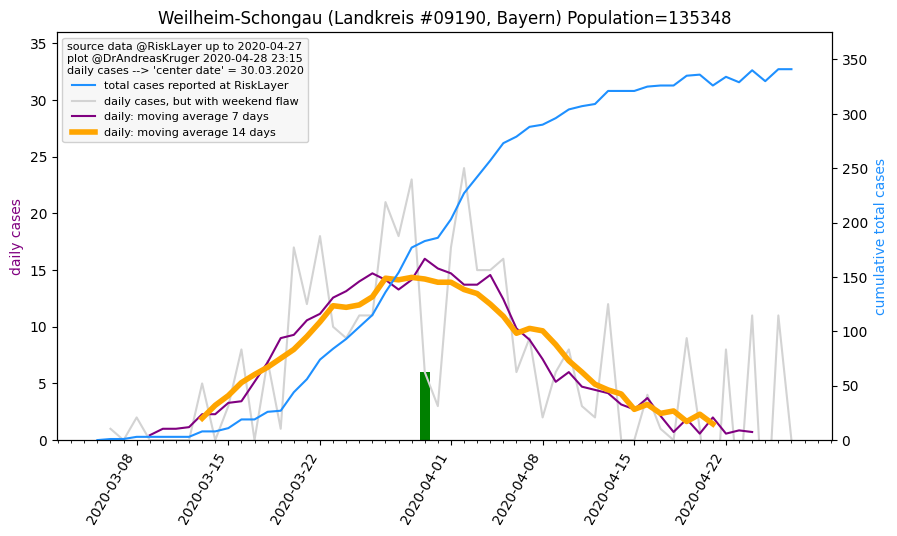 Weilheim-Schongau (Landkreis #09190, Bayern) Population=135348
source data @RiskLayer up to 2020-04-27
plot @DrAndreasKruger 2020-04-28 23:15
daily cases --> 'center date' = 30.03.2020
total cases reported at RiskLayer
daily cases, but with weekend flaw
daily: moving average 7 days
daily: moving average 14 days
daily cases
35
30
25
20
15
10
5
0
350
300
250
200
150
100
50
0
cumulative total cases
2020-03-08
2020-03-15
2020-03-22
2020-04-01
2020-04-08
2020-04-15
2020-04-22